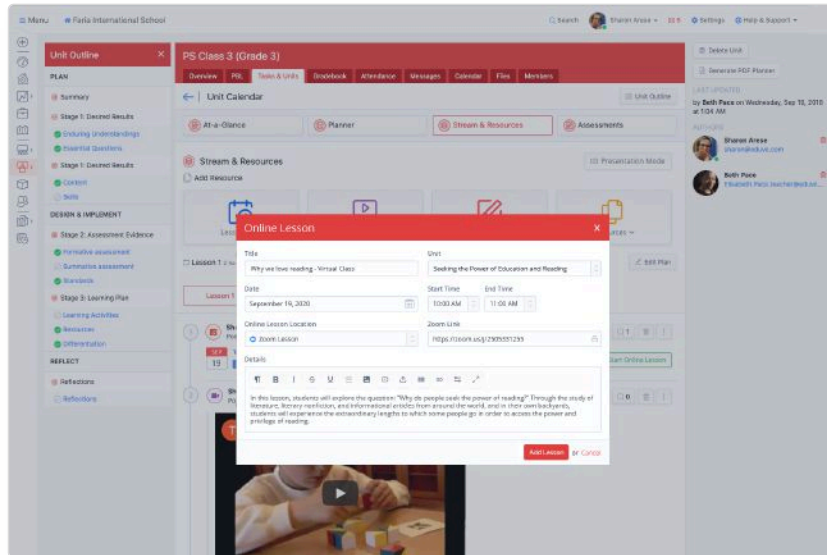 Menu
Faria International School
Search
Sharon Arese
Settings
Help & Support
Unit Outline
×
PLAN
Summary
Stage 1: Desired Results
Enduring Understandings
Essential Questions
Stage 1: Desired Results
Content
Skills
DESIGN & IMPLEMENT
Stage 2: Assessment Evidence
Formative assessment
Summative assessment
Standards
Stage 3: Learning Plan
Learning Activities
Resources
Differentiation
REFLECT
Reflections
Reflections
PS Class 3 (Grade 3)
Overview PBL Tasks & Units Gradebook Attendance Messages Calendar Files Members
Unit Calendar
Unit Outline
At-a-Glance
Planner
Stream & Resources
Assessments
Stream & Resources
Presentation Mode
Add Resource
Lesson 1
Edit Plan
Lesson 1
1
SEP
19
Start Online Lesson
2
Online Lesson
X
Title
Unit
Why we love reading - Virtual Class
Seeking the Power of Education and Reading
Date
Start Time
End Time
September 19, 2020
10:00 AM
11:00 AM
Online Lesson Location
Zoom Link
Zoom Lesson
Details
In this lesson, students will explore the question: "Why do people seek the power of reading?" Through the study of
literature, literary nonfiction, and informational articles from around the world, and in their own backyards,
students will experience the extraordinary lengths to which some people go in order to access the power and
privilege of reading.
Add Lesson or Cancel
Delete Unit
Generate PDF Planner
LAST UPDATED
by Beth Pace on Wednesday, Sep 19, 2018
at 1:04 AM
AUTHORS
Sharon Arese
Beth Pace